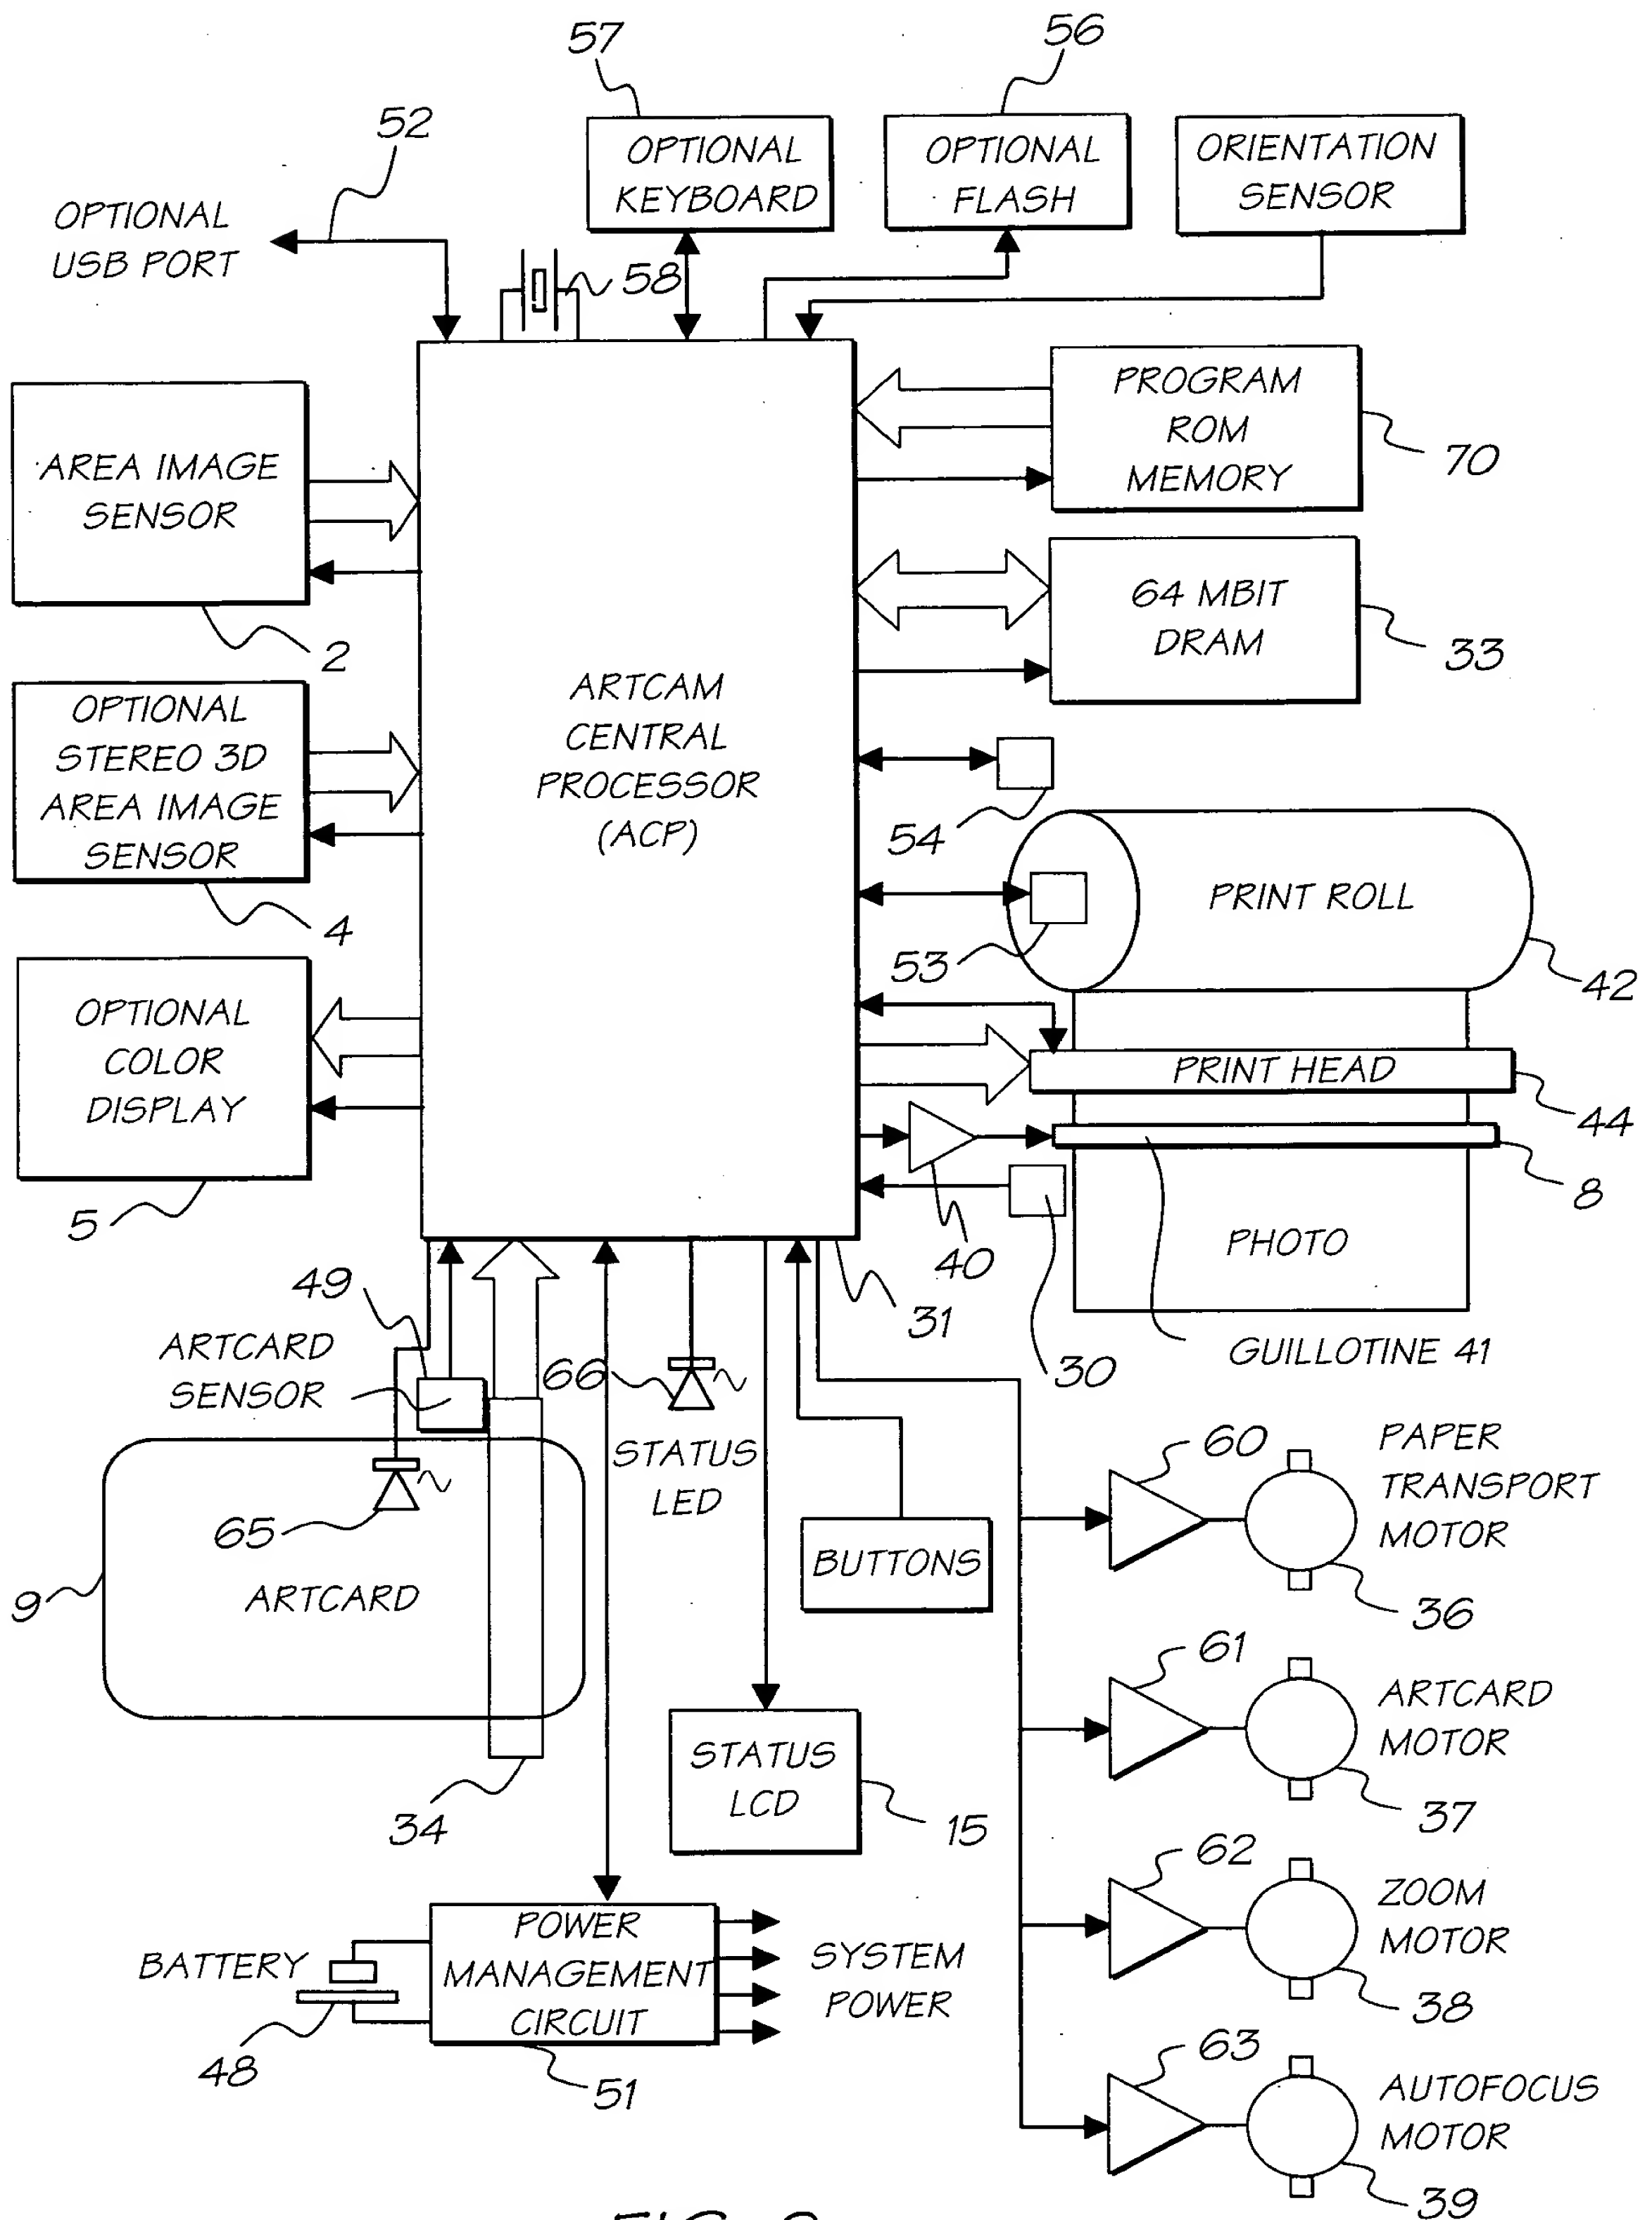 57
56
52
OPTIONAL
KEYBOARD
OPTIONAL
FLASH
ORIENTATION
SENSOR
OPTIONAL
USB PORT
58
PROGRAM
ROM
MEMORY
70
AREA IMAGE
SENSOR
2
64 MBIT
DRAM
33
OPTIONAL
STEREO 3D
AREA IMAGE
SENSOR
4
ARTCAM
CENTRAL
PROCESSOR
(ACP)
54
PRINT ROLL
53
42
OPTIONAL
COLOR
DISPLAY
5
PRINT HEAD
44
8
40
PHOTO
31
30
GUILLOTINE 41
49
ARTCARD
SENSOR
66
STATUS
LED
65
9
ARTCARD
34
BUTTONS
STATUS
LCD
15
60
PAPER
TRANSPORT
MOTOR
36
61
ARTCARD
MOTOR
37
62
ZOOM
MOTOR
38
63
AUTOFOCUS
MOTOR
39
BATTERY
48
POWER
MANAGEMENT
CIRCUIT
51
SYSTEM
POWER